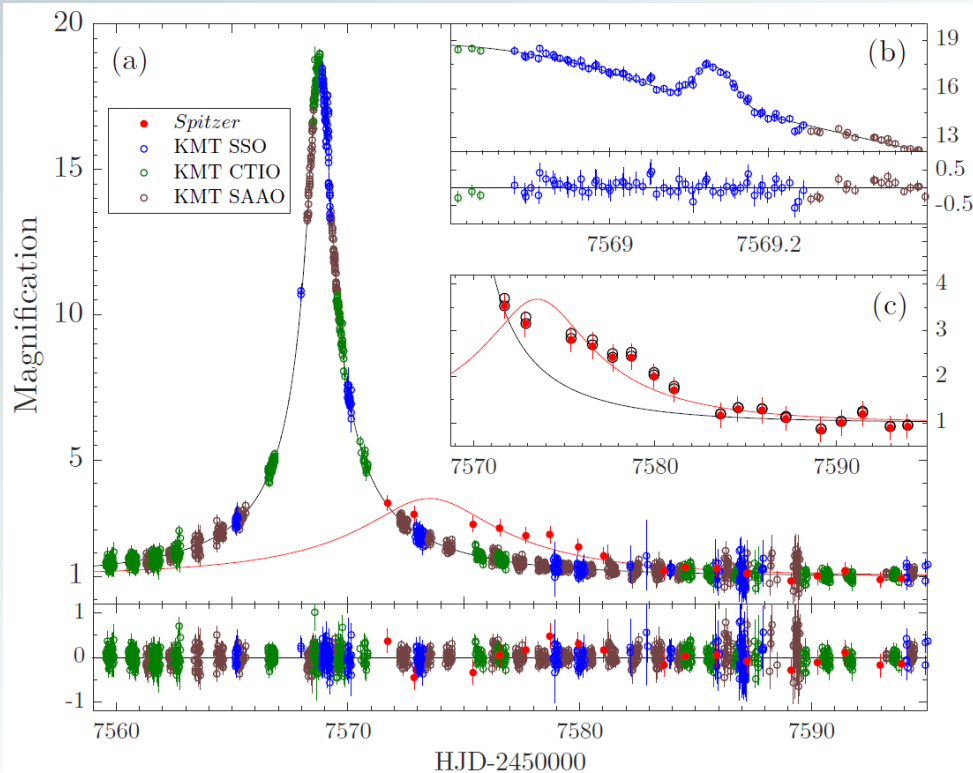 20
15
10
5
1
Magnification
(a)
Spitzer
KMT SSO
KMT CTIO
KMT SAAO
(b)
19
16
13
0.5
-0.5
7569
7569.2
(c)
4
3
2
1
7570
7580
7590
1
0
-1
7560
7570
7580
7590
HJD-2450000